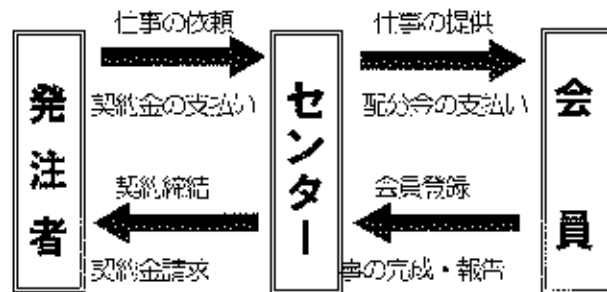 仕事の依頼
仕事の提供
発注者
契約金の支払い
センター
配分金の支払い
会員
契約締結
会員登録
契約金請求
事の完成・報告